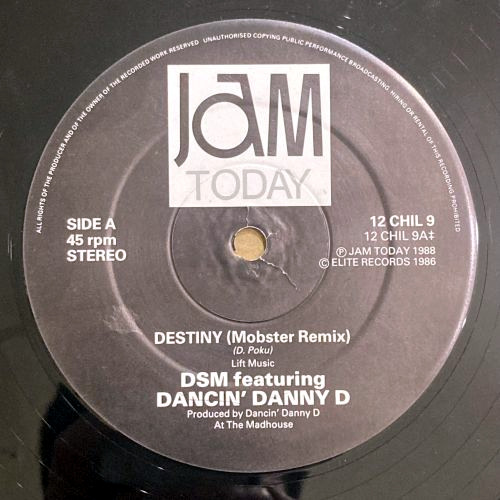 ALL RIGHTS OF THE PRODUCER AND OF THE OWNER OF THE RECORDED WORK RESERVED UNAUTHORISED COPYING PUBLIC PERFORMANCE BROADCASTING HIRING OR RENTAL OF THIS RECORDING PROHIBITED
JAM
TODAY
SIDE A
45 rpm
STEREO
12 CHIL 9
12 CHIL 9A‡
Ⓟ JAM TODAY 1988
© ELITE RECORDS 1986
DESTINY (Mobster Remix)
(D. Poku)
Lift Music
DSM featuring
DANCIN' DANNY D
Produced by Dancin' Danny D
At The Madhouse